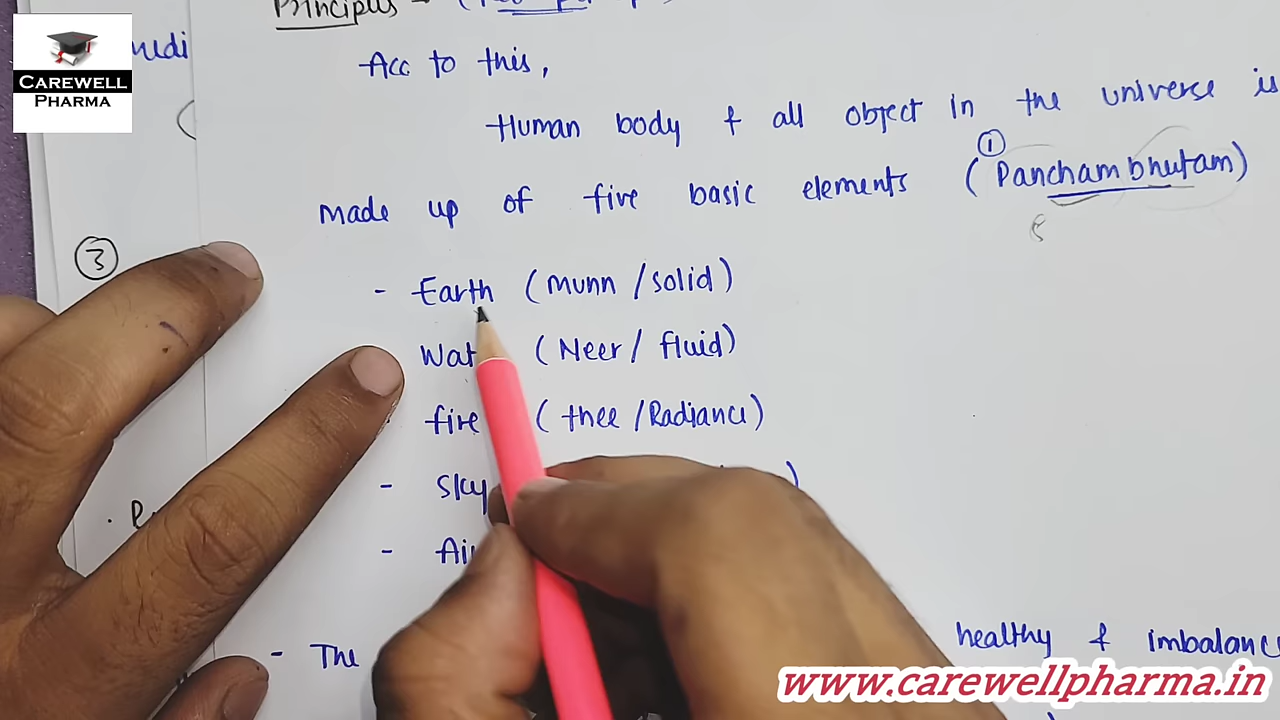 CAREWELL
PHARMA
Principles -
Acc to this,
Human body & all object in the universe is
made up of five basic elements (① Panchambhutam)
③
- Earth (Munn / solid)
Wat (Neer / fluid)
fire (thee / Radiance)
- Sky )
- Ai
- The healthy & imbalanc
www.carewellpharma.in